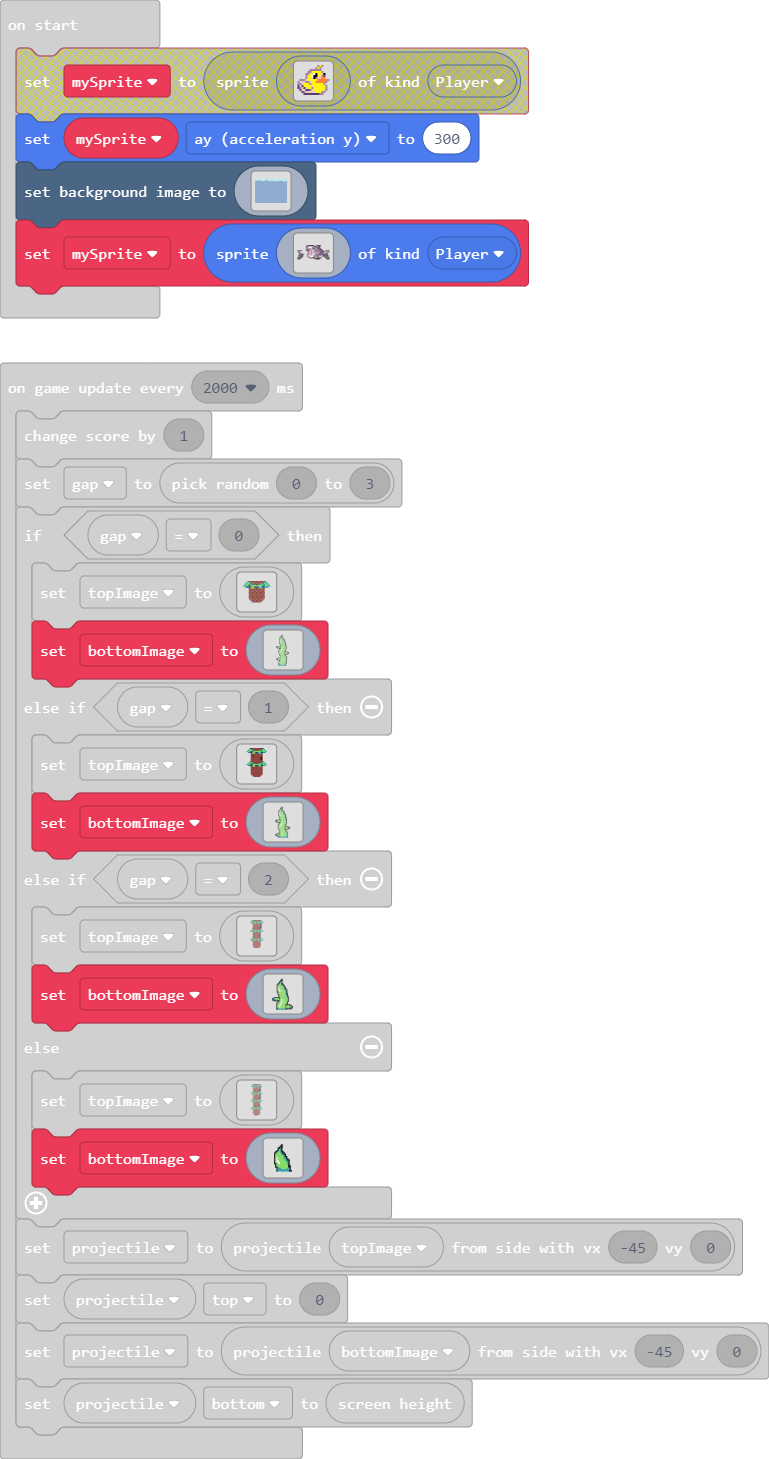 on start
set mySprite to sprite of kind Player
set mySprite ay (acceleration y) to 300
set background image to
set mySprite to sprite of kind Player
on game update every 2000 ms
change score by 1
set gap to pick random 0 to 3
if gap = 0 then
set topImage to
set bottomImage to
else if gap = 1 then
set topImage to
set bottomImage to
else if gap = 2 then
set topImage to
set bottomImage to
else
set topImage to
set bottomImage to
set projectile to projectile topImage from side with vx -45 vy 0
set projectile top to 0
set projectile to projectile bottomImage from side with vx -45 vy 0
set projectile bottom to screen height